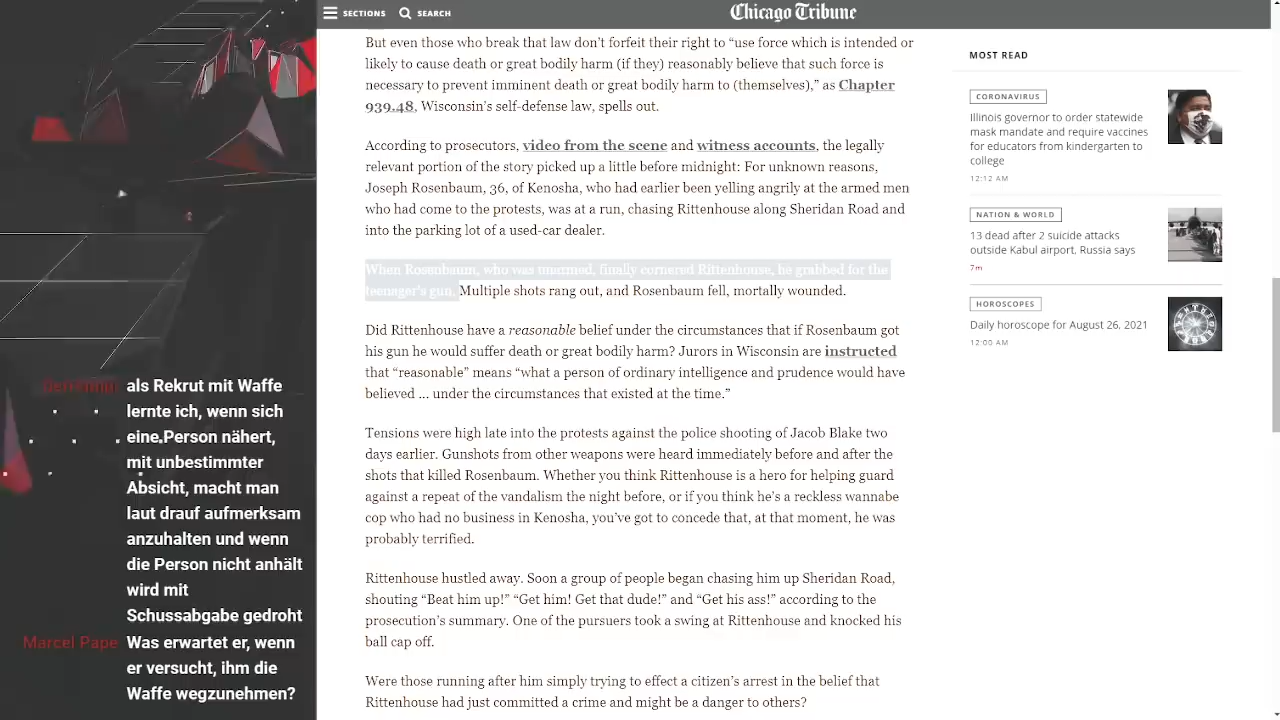 SECTIONS
SEARCH
Chicago Tribune
But even those who break that law don’t forfeit their right to “use force which is intended or
likely to cause death or great bodily harm (if they) reasonably believe that such force is
necessary to prevent imminent death or great bodily harm to (themselves),” as Chapter
939.48, Wisconsin’s self-defense law, spells out.
According to prosecutors, video from the scene and witness accounts, the legally
relevant portion of the story picked up a little before midnight: For unknown reasons,
Joseph Rosenbaum, 36, of Kenosha, who had earlier been yelling angrily at the armed men
who had come to the protests, was at a run, chasing Rittenhouse along Sheridan Road and
into the parking lot of a used-car dealer.
When Rosenbaum, who was unarmed, finally cornered Rittenhouse, he grabbed for the
teenager’s gun. Multiple shots rang out, and Rosenbaum fell, mortally wounded.
Did Rittenhouse have a reasonable belief under the circumstances that if Rosenbaum got
his gun he would suffer death or great bodily harm? Jurors in Wisconsin are instructed
that “reasonable” means “what a person of ordinary intelligence and prudence would have
believed ... under the circumstances that existed at the time.”
Tensions were high late into the protests against the police shooting of Jacob Blake two
days earlier. Gunshots from other weapons were heard immediately before and after the
shots that killed Rosenbaum. Whether you think Rittenhouse is a hero for helping guard
against a repeat of the vandalism the night before, or if you think he’s a reckless wannabe
cop who had no business in Kenosha, you’ve got to concede that, at that moment, he was
probably terrified.
Rittenhouse hustled away. Soon a group of people began chasing him up Sheridan Road,
shouting “Beat him up!” “Get him! Get that dude!” and “Get his ass!” according to the
prosecution’s summary. One of the pursuers took a swing at Rittenhouse and knocked his
ball cap off.
Were those running after him simply trying to effect a citizen’s arrest in the belief that
Rittenhouse had just committed a crime and might be a danger to others?
MOST READ
CORONAVIRUS
Illinois governor to order statewide
mask mandate and require vaccines
for educators from kindergarten to
college
12:12 AM
NATION & WORLD
13 dead after 2 suicide attacks
outside Kabul airport, Russia says
7m
HOROSCOPES
Daily horoscope for August 26, 2021
12:00 AM
als Rekrut mit Waffe
lernte ich, wenn sich
eine,Person nähert,
mit unbestimmter
Absicht, macht man
laut drauf aufmerksam
anzuhalten und wenn
die Person nicht anhält
wird mit
Schussabgabe gedroht
Marcel Pape Was erwartet er, wenn
er versucht, ihm die
Waffe wegzunehmen?